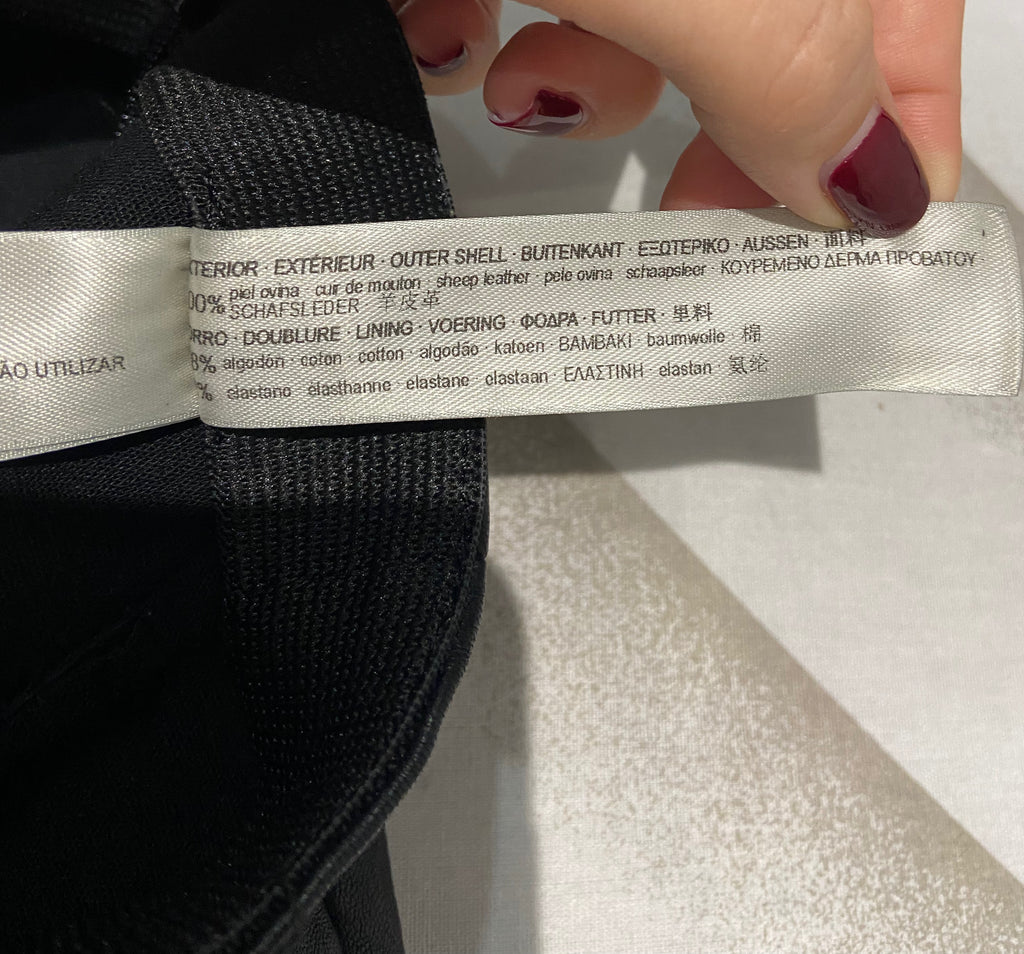 TERIOR · EXTÉRIEUR · OUTER SHELL · BUITENKANT · ΕΞΩΤΕΡΙΚΟ · AUSSEN · 面料
00% piel ovina · cuir de mouton · sheep leather · pele ovina · schaapsleer · ΚΟΥΡΕΜΕΝΟ ΔΕΡΜΑ ΠΡΟΒΑΤΟΥ
SCHAFSLEDER 羊皮革
RRO · DOUBLURE · LINING · VOERING · ΦΟΔΡΑ · FUTTER · 里料
8% algodón · coton · cotton · algodão · katoen · ΒΑΜΒΑΚΙ · baumwolle · 棉
% elastano · élasthanne · elastane · elastaan · ΕΛΑΣΤΙΝΗ · elastan · 氨纶
ÃO UTILIZAR